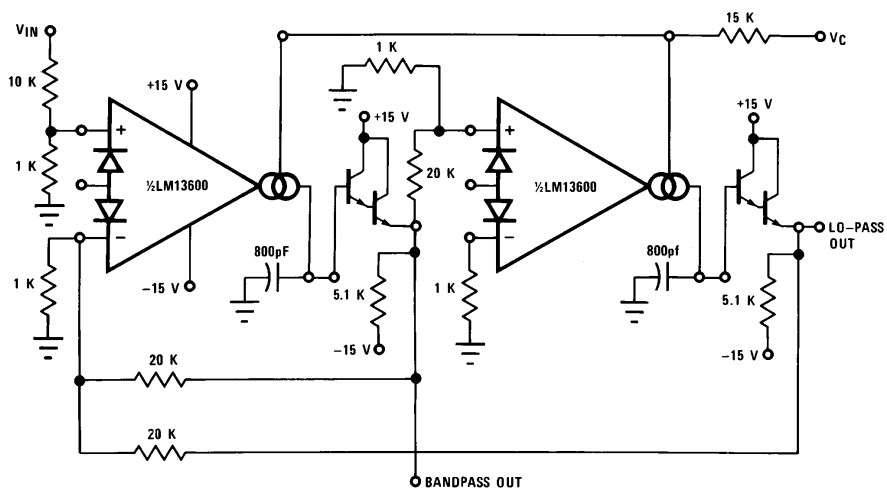 VIN
15 K
VC
1 K
10 K
+15 V
+15 V
+15 V
+
+
1 K
½LM13600
20 K
½LM13600
−
−
LO-PASS
OUT
800pF
800pf
1 K
−15 V
5.1 K
1 K
5.1 K
−15 V
−15 V
20 K
20 K
BANDPASS OUT